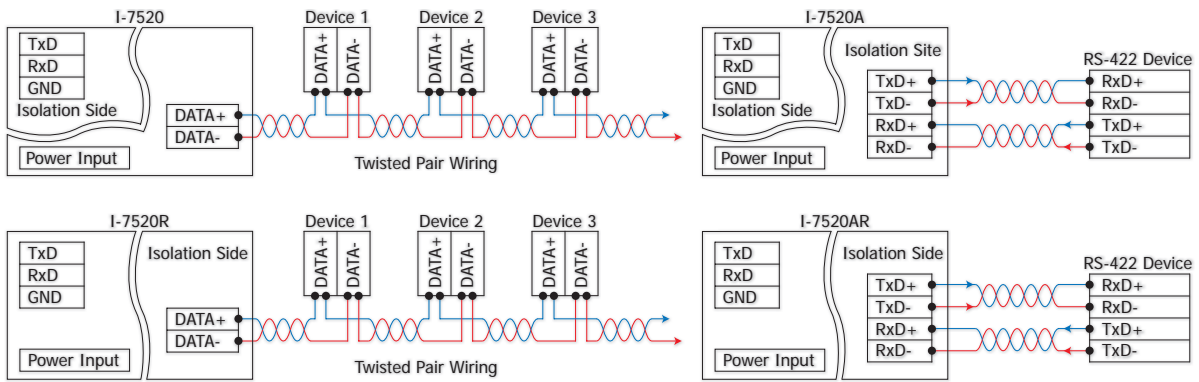 I-7520
TxD
RxD
GND
Isolation Side
Power Input
DATA+
DATA-
Device 1
DATA+
DATA-
Device 2
DATA+
DATA-
Device 3
DATA+
DATA-
Twisted Pair Wiring
I-7520A
TxD
RxD
GND
Isolation Side
Power Input
Isolation Site
TxD+
TxD-
RxD+
RxD-
RS-422 Device
RxD+
RxD-
TxD+
TxD-
I-7520R
TxD
RxD
GND
Power Input
Isolation Side
DATA+
DATA-
Device 1
DATA+
DATA-
Device 2
DATA+
DATA-
Device 3
DATA+
DATA-
Twisted Pair Wiring
I-7520AR
TxD
RxD
GND
Power Input
Isolation Side
TxD+
TxD-
RxD+
RxD-
RS-422 Device
RxD+
RxD-
TxD+
TxD-